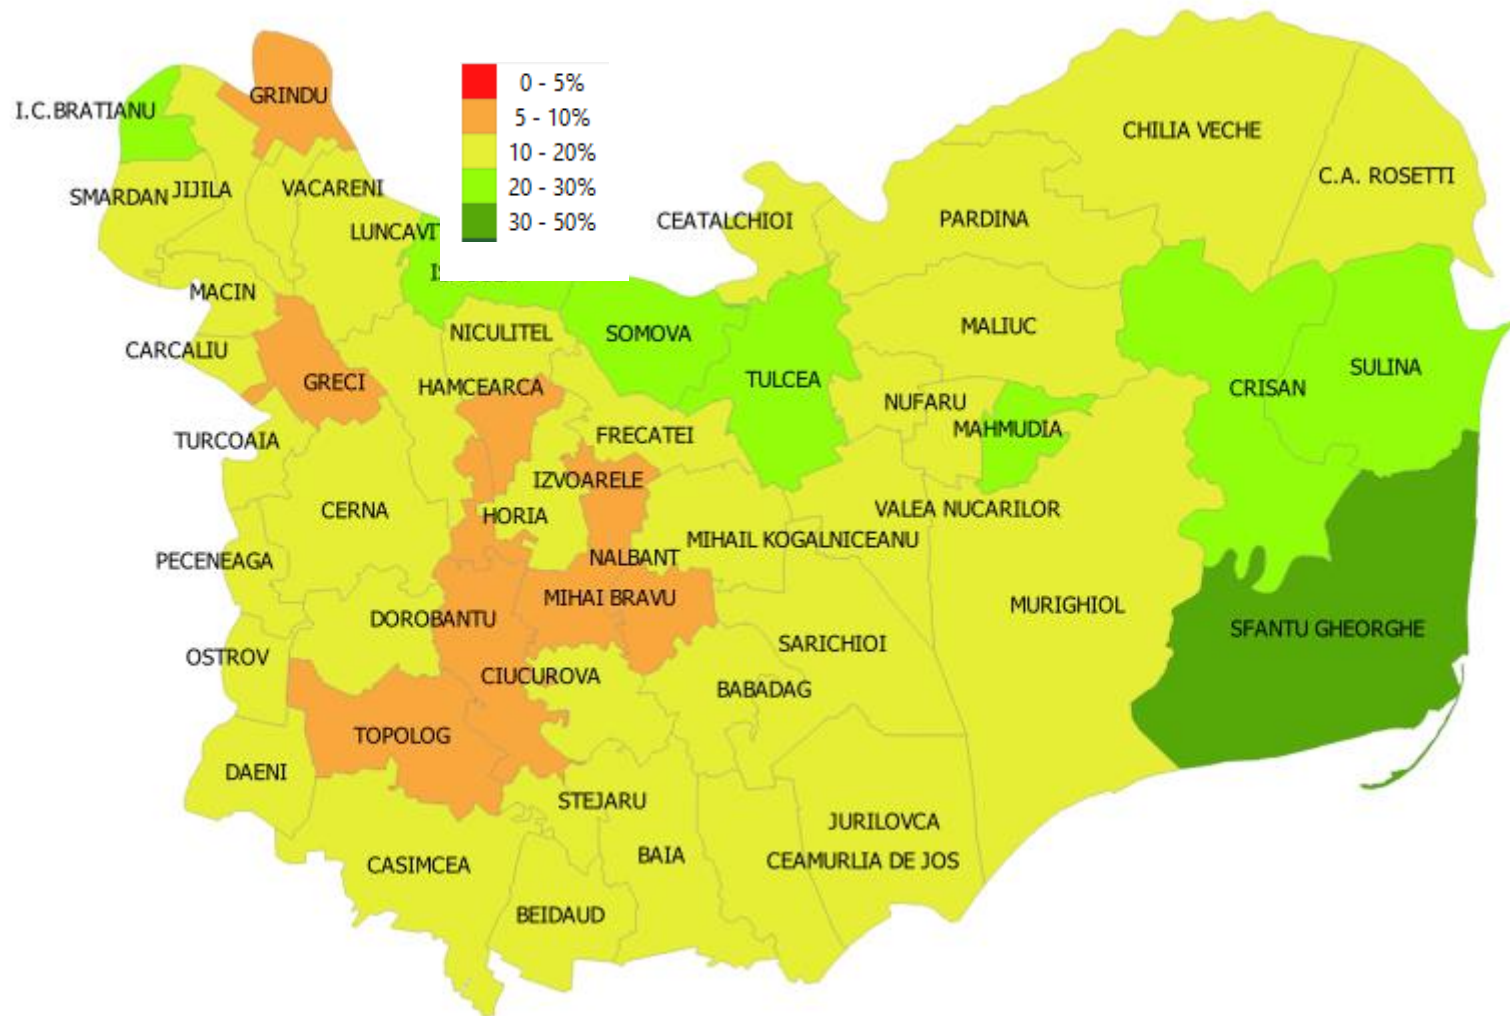 GRINDU
0 - 5%
5 - 10%
10 - 20%
20 - 30%
30 - 50%
I.C.BRATIANU
CHILIA VECHE
C.A. ROSETTI
SMARDAN
JIJILA
VACARENI
CEATALCHIOI
PARDINA
LUNCAVIT
MACIN
NICULITEL
SOMOVA
MALIUC
CARCALIU
GRECI
HAMCEARCA
TULCEA
SULINA
CRISAN
NUFARU
MAHMUDIA
TURCOAIA
FRECATEI
IZVOARELE
CERNA
HORIA
VALEA NUCARILOR
MIHAIL KOGALNICEANU
PECENEAGA
NALBANT
MIHAI BRAVU
MURIGHIOL
DOROBANTU
SFANTU GHEORGHE
SARICHIOI
OSTROV
CIUCUROVA
BABADAG
TOPOLOG
DAENI
STEJARU
JURILOVCA
BAIA
CEAMURLIA DE JOS
CASIMCEA
BEIDAUD